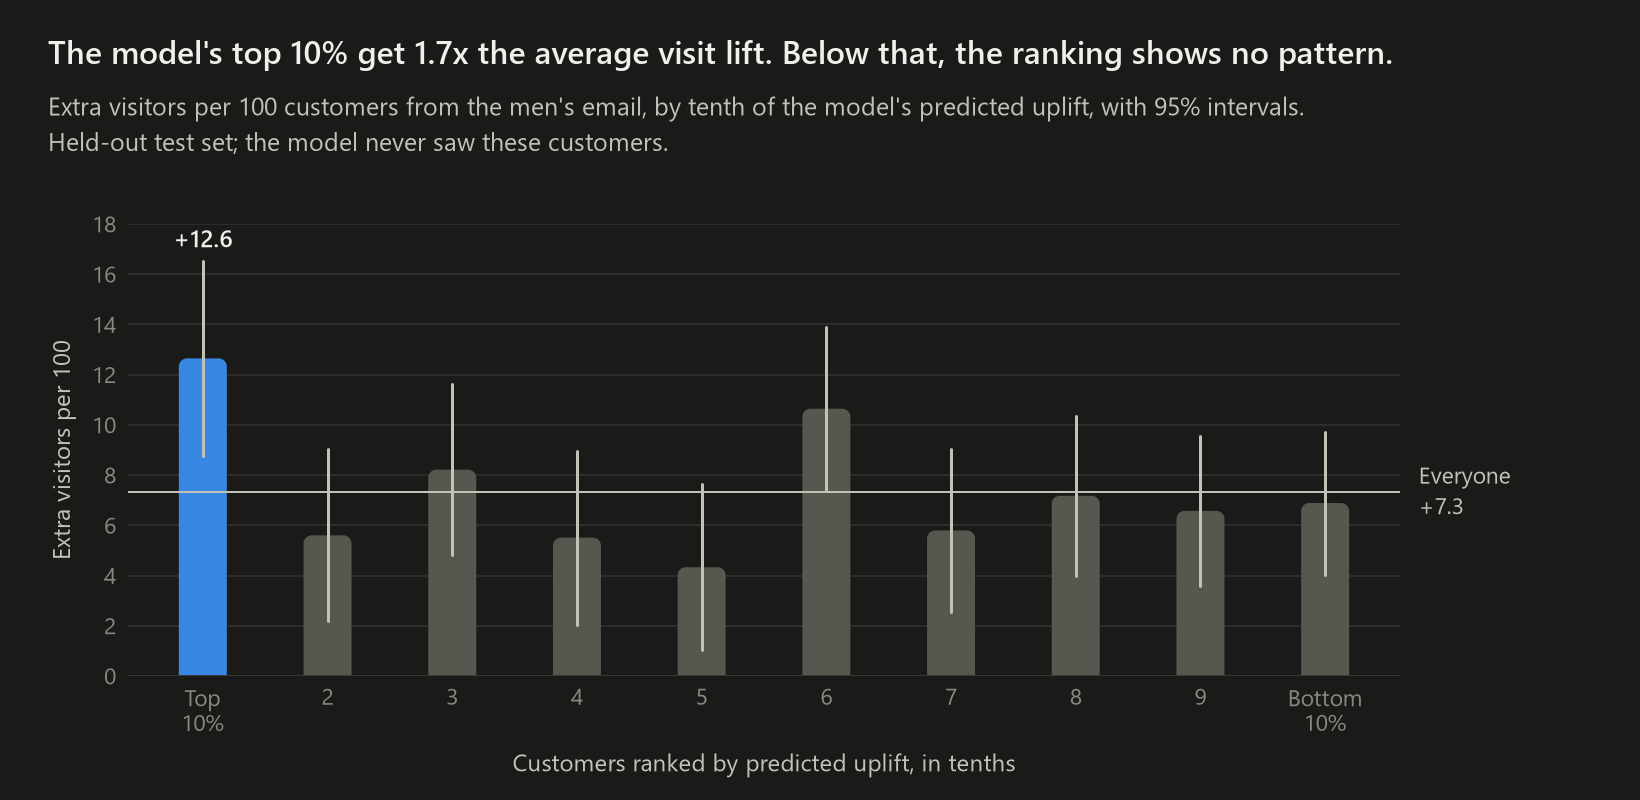 The model's top 10% get 1.7x the average visit lift. Below that, the ranking shows no pattern.
Extra visitors per 100 customers from the men's email, by tenth of the model's predicted uplift, with 95% intervals.
Held-out test set; the model never saw these customers.
Extra visitors per 100
18
16
14
12
10
8
6
4
2
0
+12.6
Everyone
+7.3
Top
10%
2
3
4
5
6
7
8
9
Bottom
10%
Customers ranked by predicted uplift, in tenths